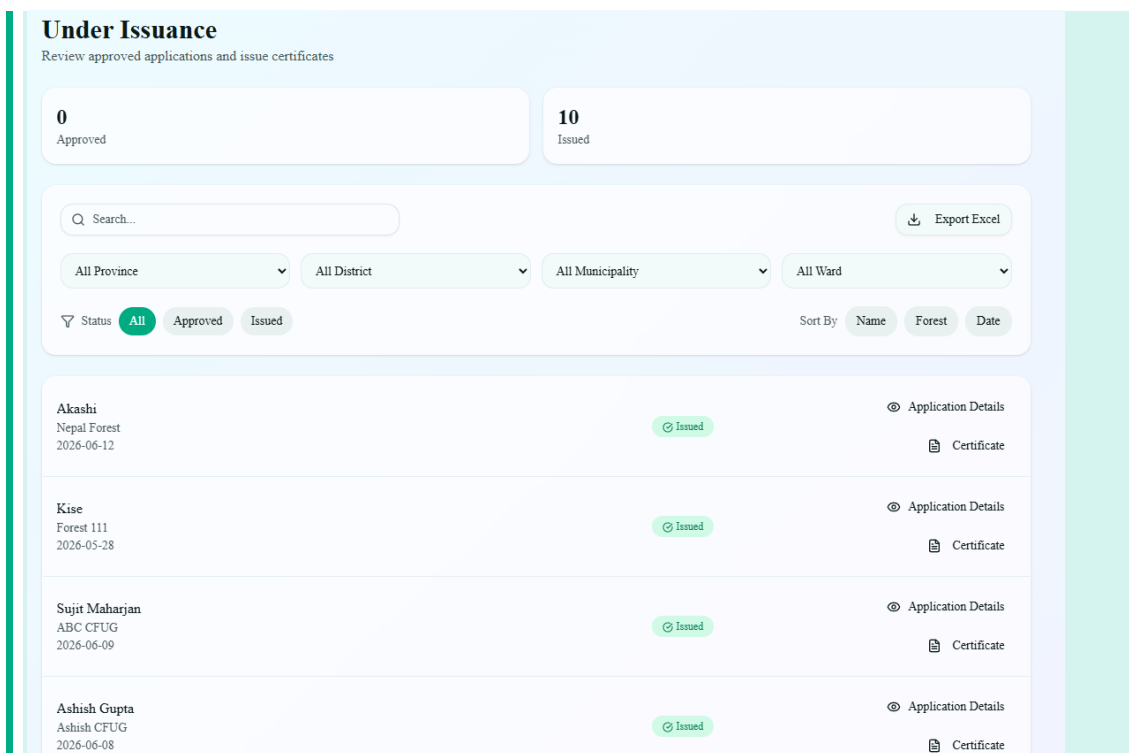 Under Issuance
Review approved applications and issue certificates
0
Approved
10
Issued
Search...
Export Excel
All Province
All District
All Municipality
All Ward
Status All Approved Issued
Sort By Name Forest Date
Akashi
Nepal Forest
2026-06-12
Issued
Application Details
Certificate
Kise
Forest 111
2026-05-28
Issued
Application Details
Certificate
Sujit Maharjan
ABC CFUG
2026-06-09
Issued
Application Details
Certificate
Ashish Gupta
Ashish CFUG
2026-06-08
Issued
Application Details
Certificate